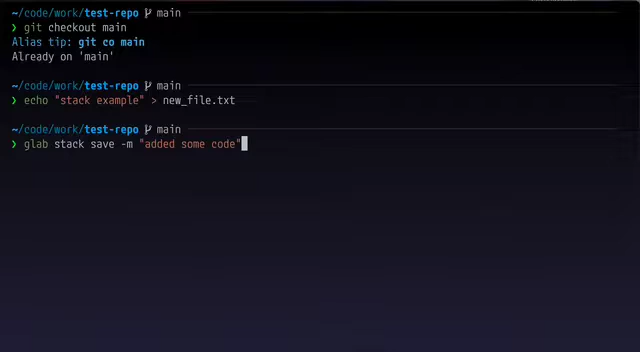 ~/code/work/test-repo main
❯ git checkout main
Alias tip: git co main
Already on 'main'
~/code/work/test-repo main
❯ echo "stack example" > new_file.txt
~/code/work/test-repo main
❯ glab stack save -m "added some code"